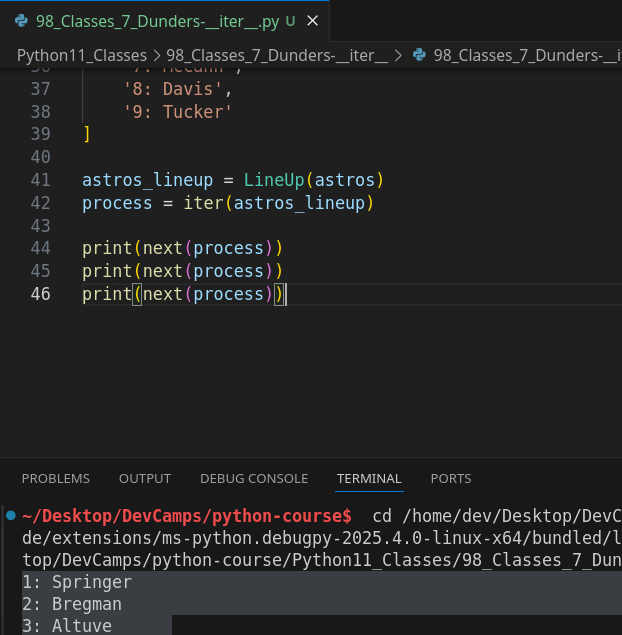 98_Classes_7_Dunders-__iter__.py U
Python11_Classes > 98_Classes_7_Dunders-__iter__ > 98_Classes_7_Dunders-__i
36 '7: McCann',
37 '8: Davis',
38 '9: Tucker'
39 ]
40
41 astros_lineup = LineUp(astros)
42 process = iter(astros_lineup)
43
44 print(next(process))
45 print(next(process))
46 print(next(process))
PROBLEMS OUTPUT DEBUG CONSOLE TERMINAL PORTS
~/Desktop/DevCamps/python-course$ cd /home/dev/Desktop/DevC
de/extensions/ms-python.debugpy-2025.4.0-linux-x64/bundled/l
top/DevCamps/python-course/Python11_Classes/98_Classes_7_Dun
1: Springer
2: Bregman
3: Altuve